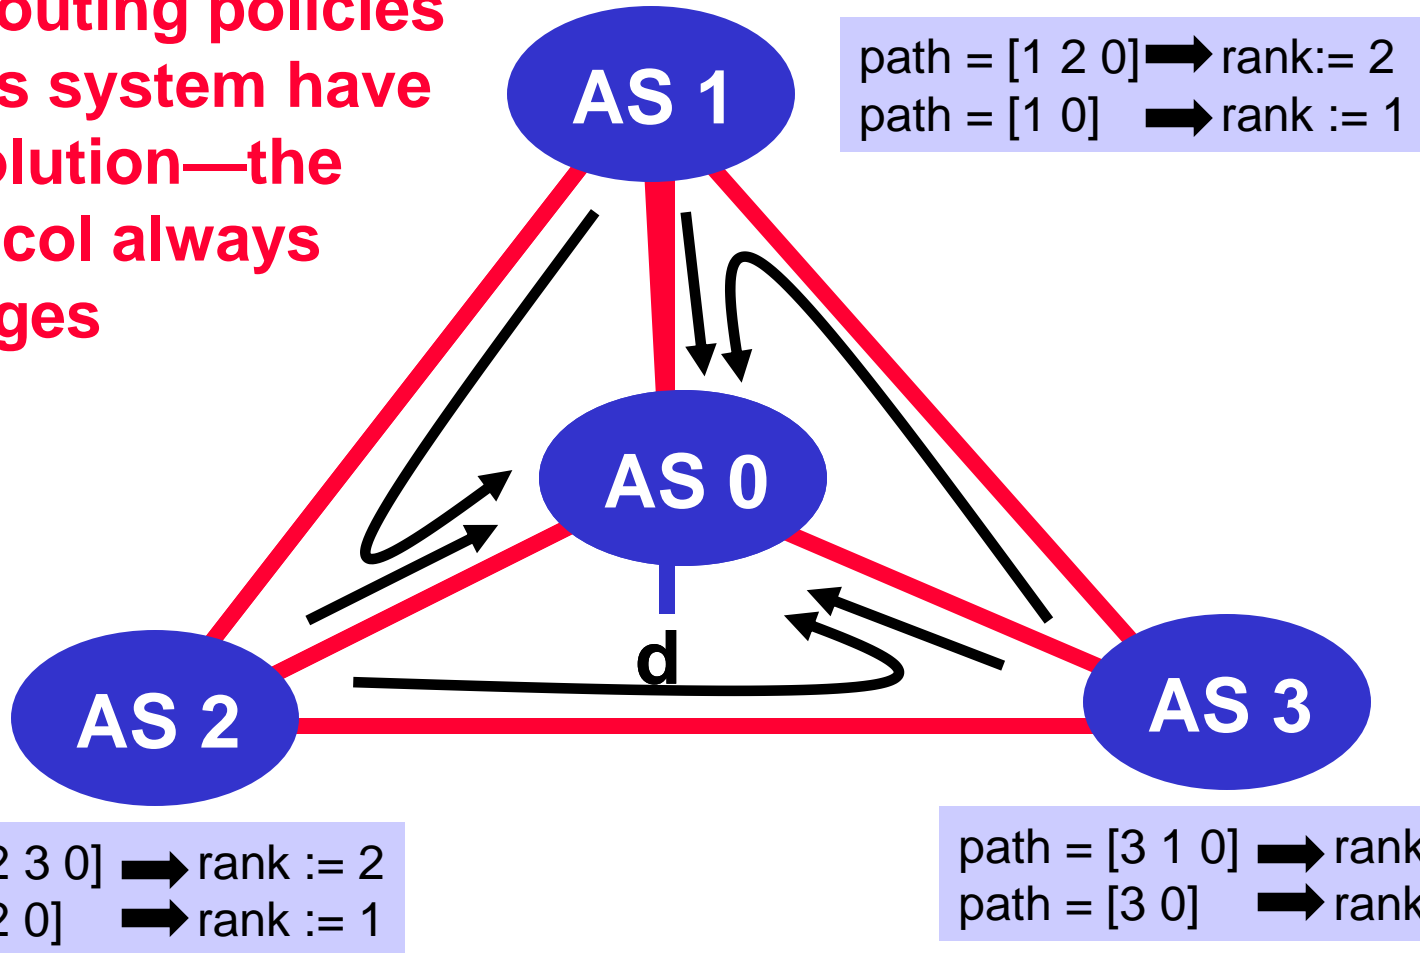 outing policies
s system have
olution—the
col always
ges
AS 1
path = [1 2 0] rank:= 2
path = [1 0] rank := 1
AS 0
d
AS 2
AS 3
2 3 0] rank := 2
2 0] rank := 1
path = [3 1 0] rank
path = [3 0] rank